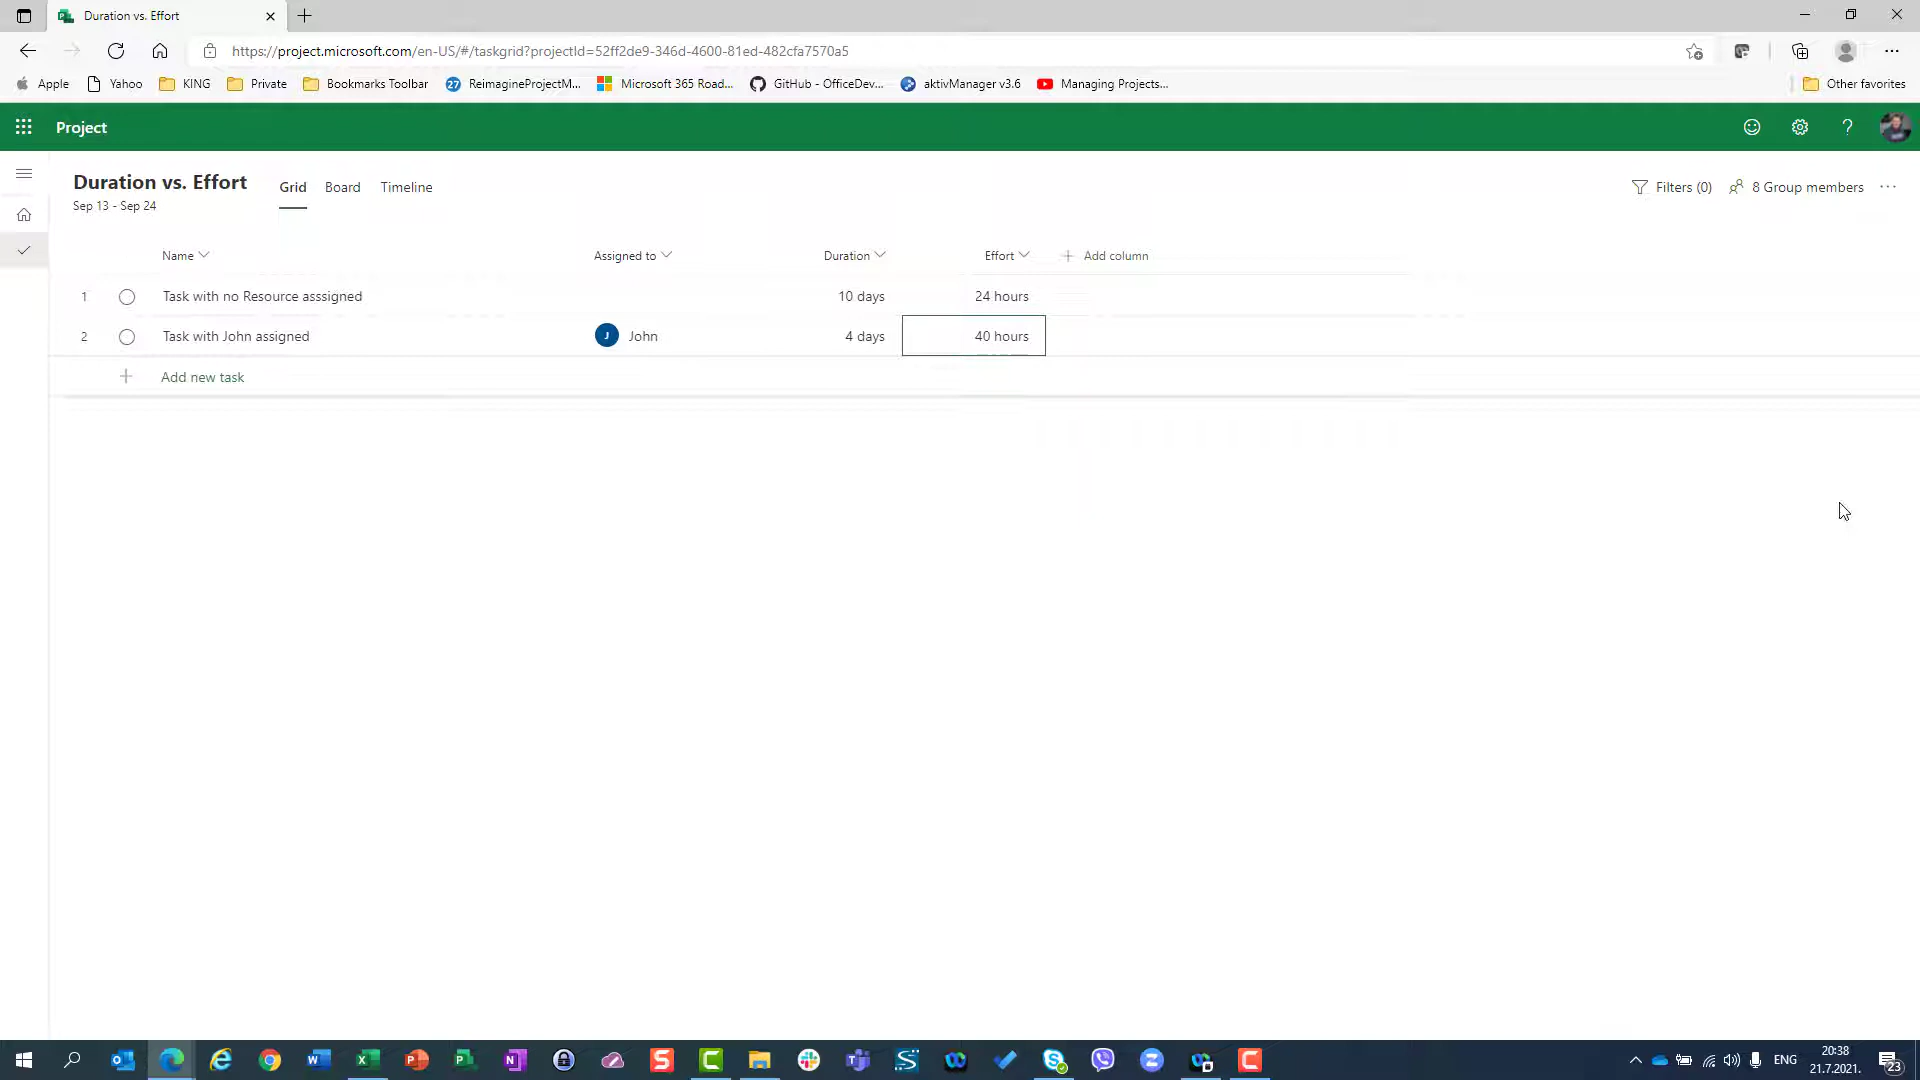 Duration vs. Effort
https://project.microsoft.com/en-US/#/taskgrid?projectId=52ff2de9-346d-4600-81ed-482cfa7570a5
Apple Yahoo KING Private Bookmarks Toolbar 27 ReimagineProjectM... Microsoft 365 Road... GitHub - OfficeDev... aktivManager v3.6 Managing Projects... Other favorites
Project ?
Duration vs. Effort Grid Board Timeline Filters (0) 8 Group members
Sep 13 - Sep 24
Name Assigned to Duration Effort Add column
1 Task with no Resource asssigned 10 days 24 hours
2 Task with John assigned J John 4 days 40 hours
Add new task
ENG 20:38
21.7.2021. 23